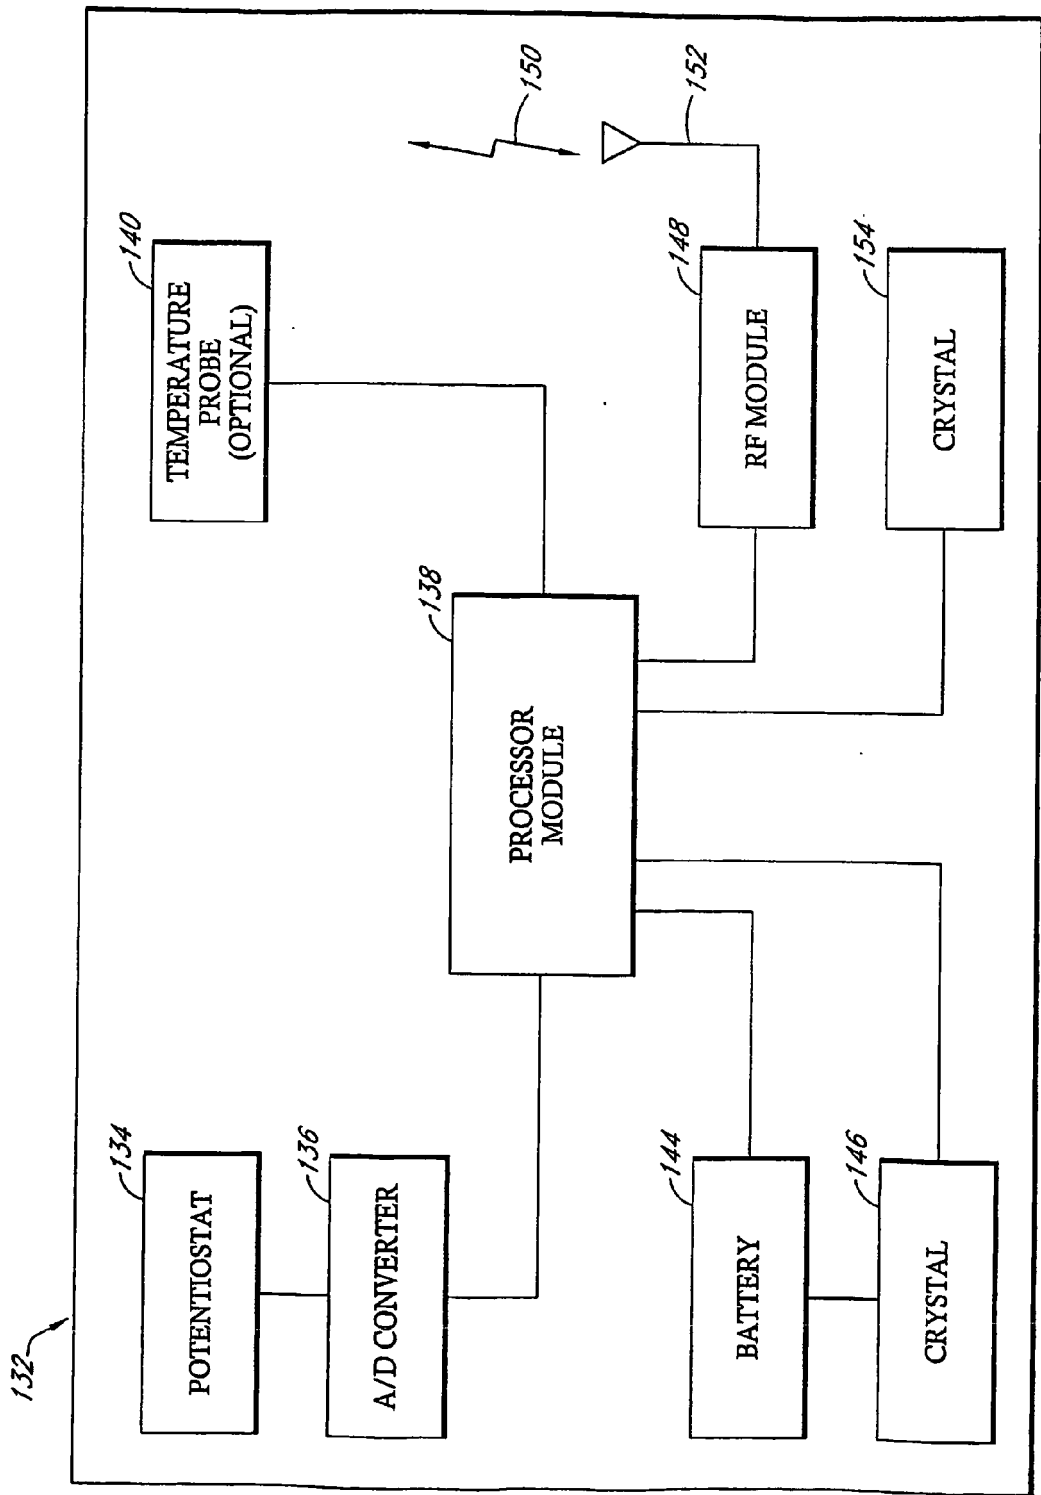 132
134
POTENTIOSTAT
136
A/D CONVERTER
138
PROCESSOR
MODULE
140
TEMPERATURE
PROBE
(OPTIONAL)
150
152
144
BATTERY
146
CRYSTAL
148
RF MODULE
154
CRYSTAL